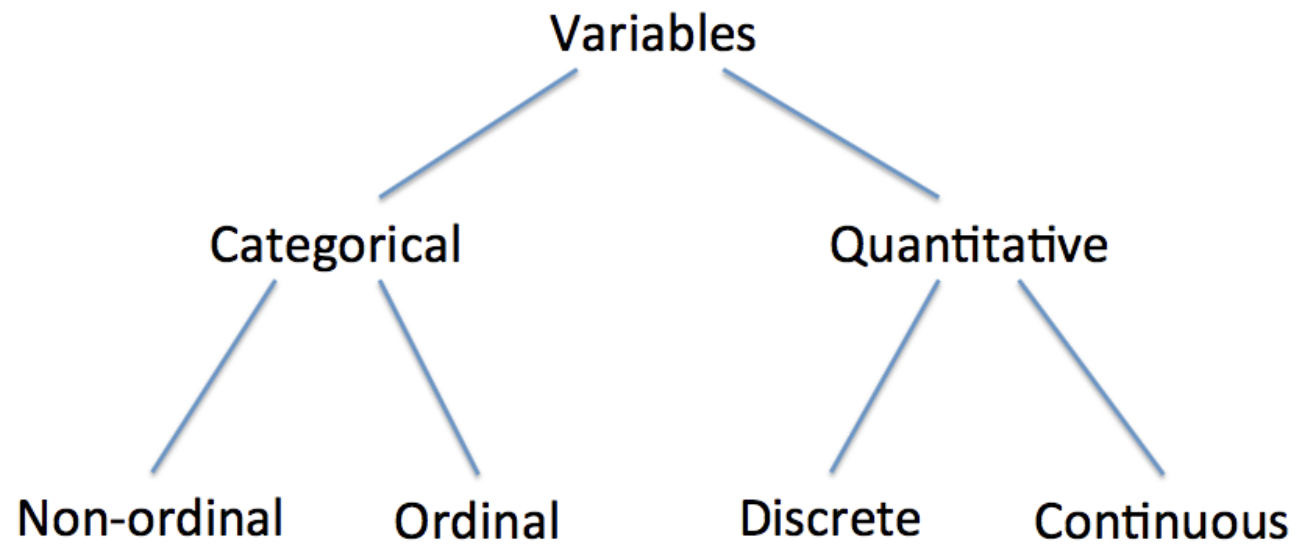 Variables
Categorical Quantitative
Non-ordinal Ordinal Discrete Continuous